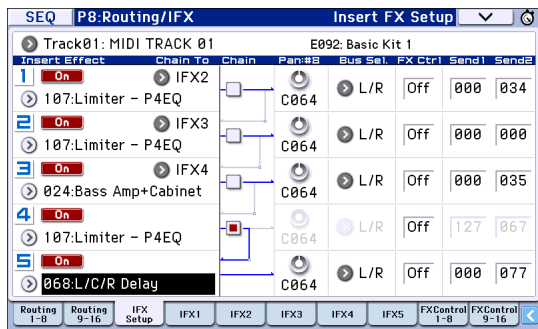 SEQ P8:Routing/IFX Insert FX Setup
Track01: MIDI TRACK 01 E092: Basic Kit 1
Insert Effect Chain To Chain Pan:#8 Bus Sel. FX Ctrl Send1 Send2
1 On IFX2
107:Limiter - P4EQ C064 L/R Off 000 034
2 On IFX3
107:Limiter - P4EQ C064 L/R Off 000 000
3 On IFX4
024:Bass Amp+Cabinet C064 L/R Off 000 035
4 On
107:Limiter - P4EQ C064 L/R Off 127 067
5 On
068:L/C/R Delay C064 L/R Off 000 077
Routing 1-8 Routing 9-16 IFX Setup IFX1 IFX2 IFX3 IFX4 IFX5 FXControl 1-8 FXControl 9-16